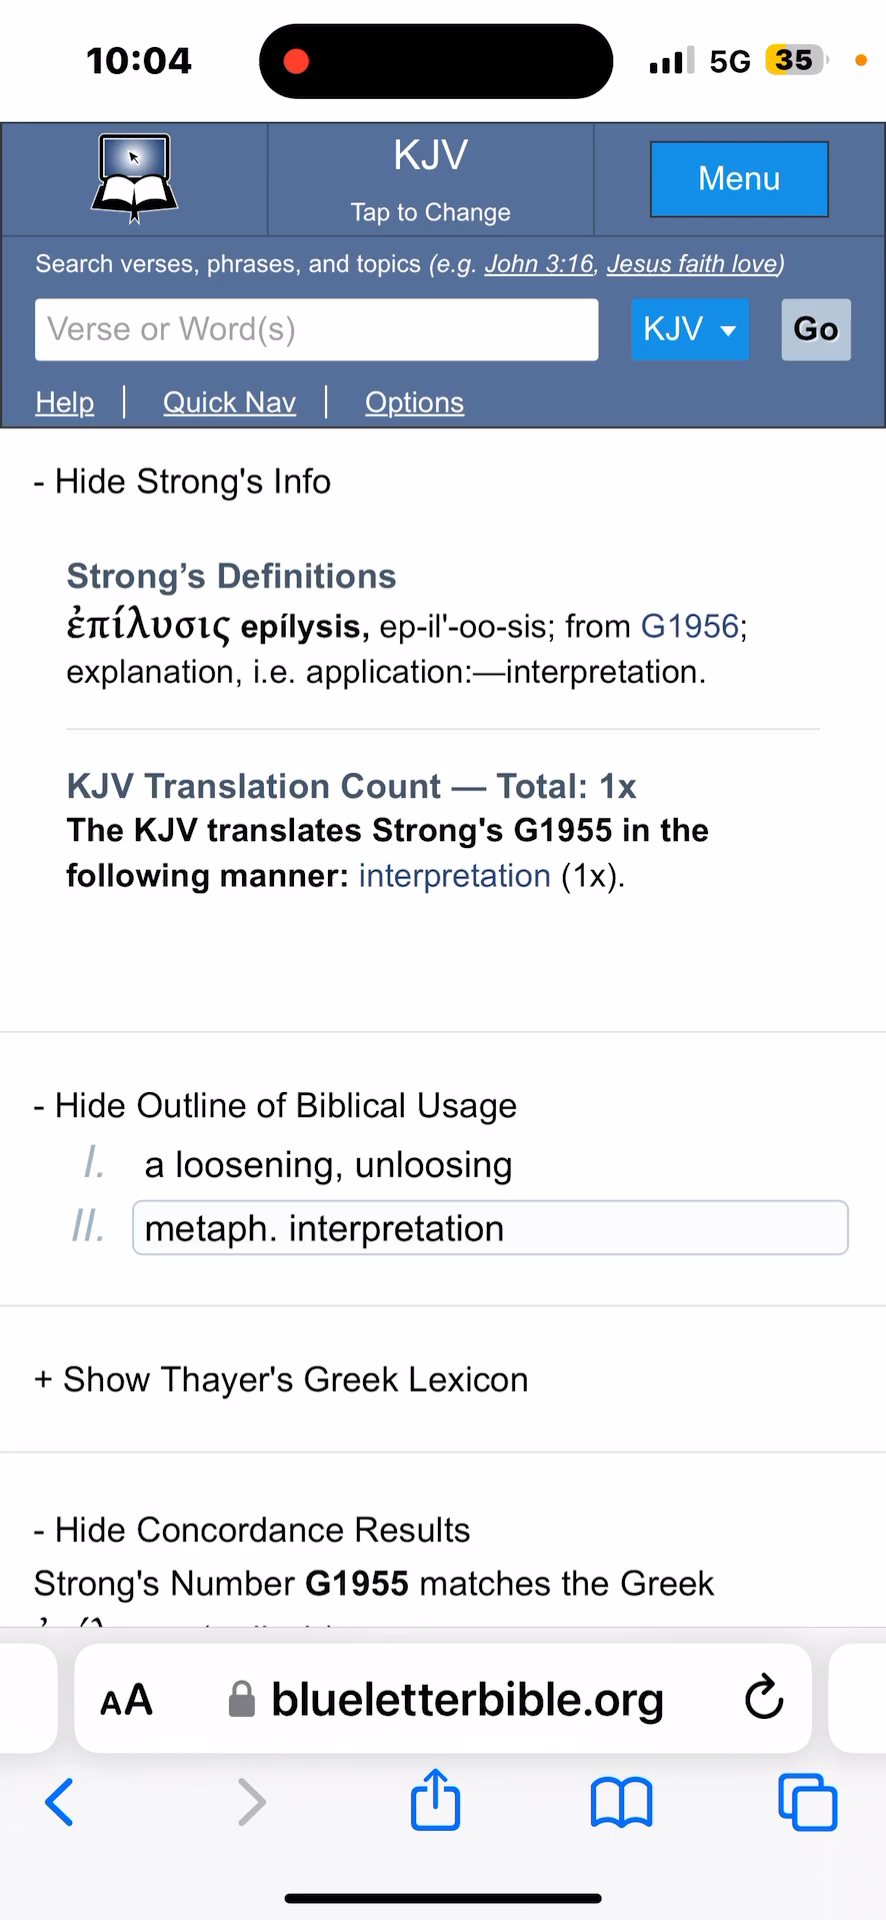 10:04
5G
35
KJV
Tap to Change
Menu
Search verses, phrases, and topics (e.g. John 3:16, Jesus faith love)
Verse or Word(s)
KJV
Go
Help
Quick Nav
Options
- Hide Strong's Info
Strong’s Definitions
ἐπίλυσις epílysis, ep-il'-oo-sis; from G1956;
explanation, i.e. application:—interpretation.
KJV Translation Count — Total: 1x
The KJV translates Strong's G1955 in the
following manner: interpretation (1x).
- Hide Outline of Biblical Usage
I. a loosening, unloosing
II. metaph. interpretation
+ Show Thayer's Greek Lexicon
- Hide Concordance Results
Strong's Number G1955 matches the Greek
AA
blueletterbible.org